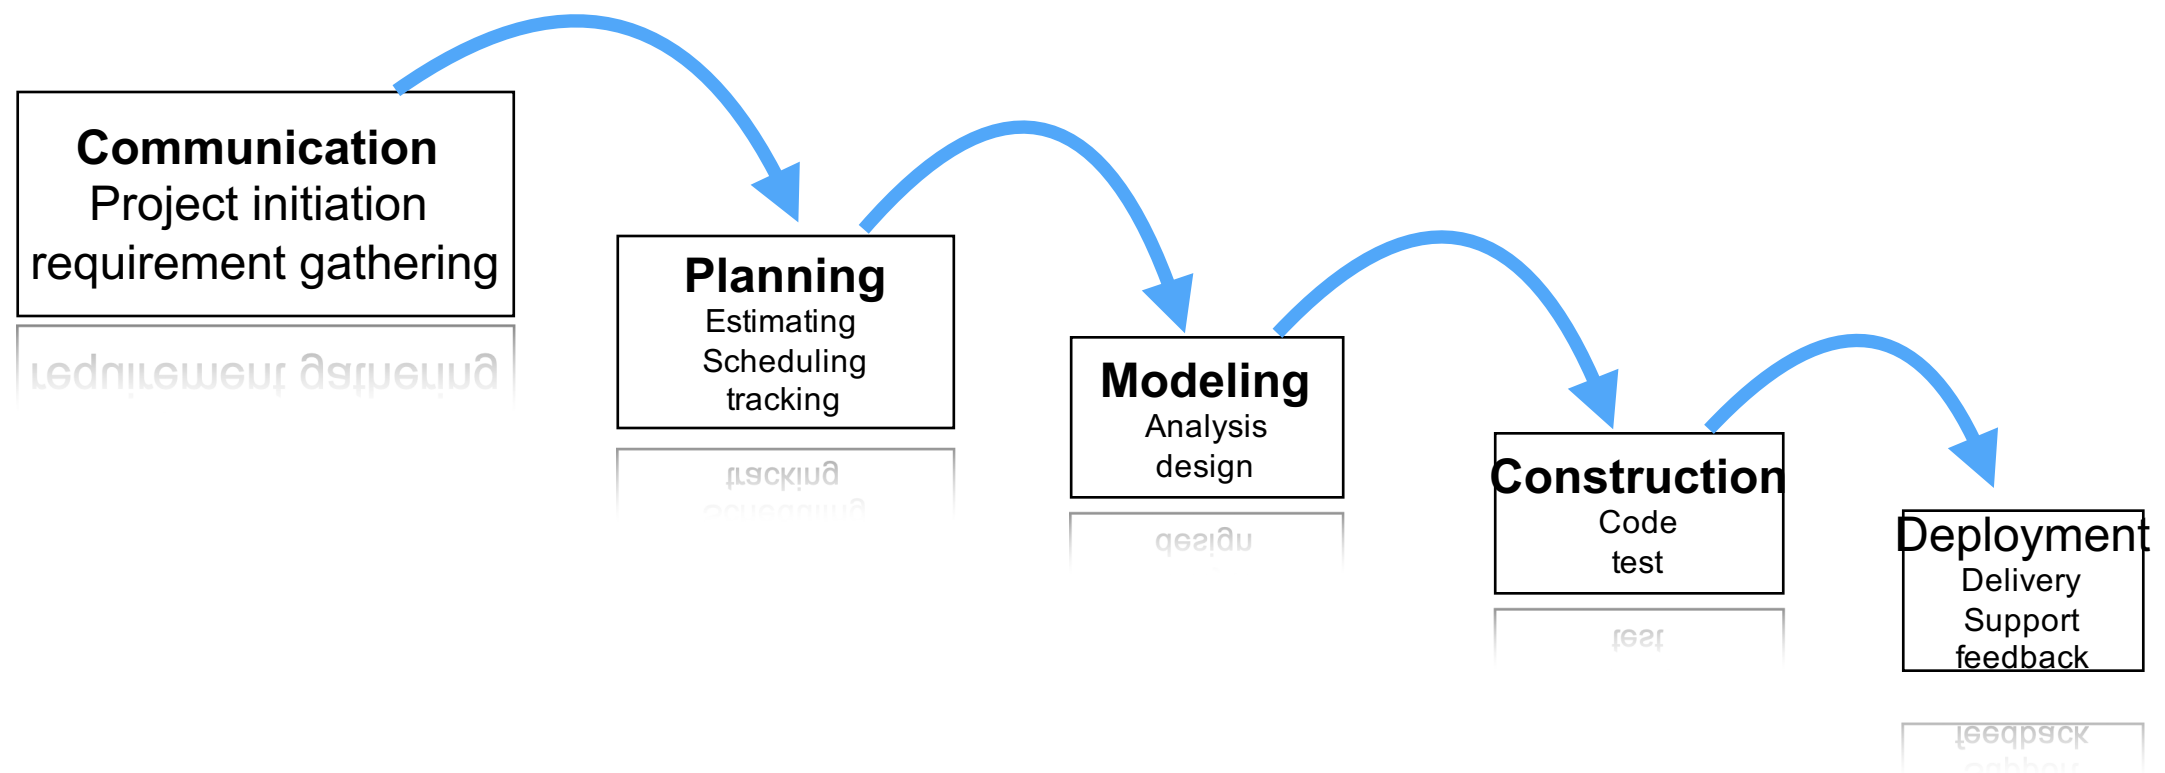 Communication
Project initiation
requirement gathering
Planning
Estimating
Scheduling
tracking
Modeling
Analysis
design
Construction
Code
test
Deployment
Delivery
Support
feedback